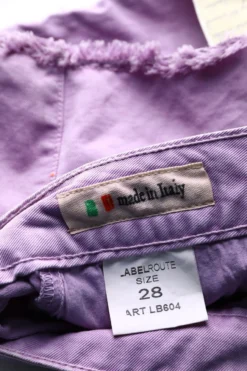 made in Italy
LABELROUTE
SIZE
28
ART LB604